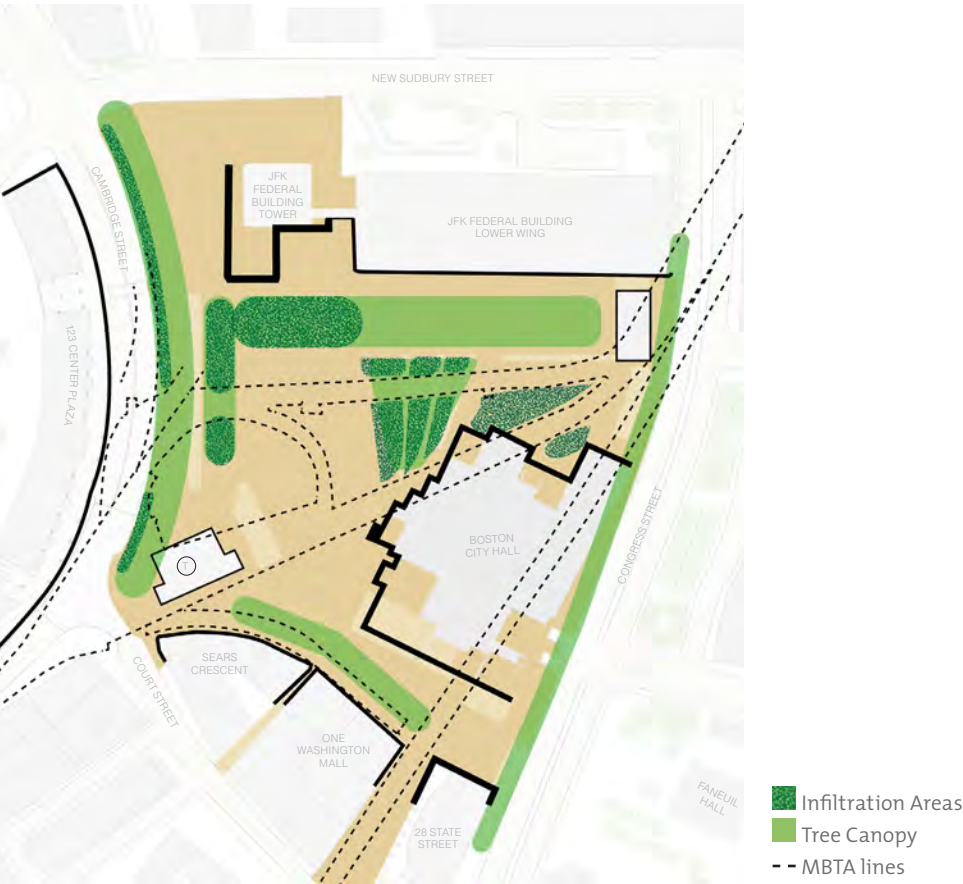 NEW SUDBURY STREET
CAMBRIDGE STREET
JFK
FEDERAL
BUILDING
TOWER
JFK FEDERAL BUILDING
LOWER WING
123 CENTER PLAZA
BOSTON
CITY HALL
CONGRESS STREET
T
SEARS
CRESCENT
COURT STREET
ONE
WASHINGTON
MALL
28 STATE
STREET
FANEUIL
HALL
Infiltration Areas
Tree Canopy
MBTA lines